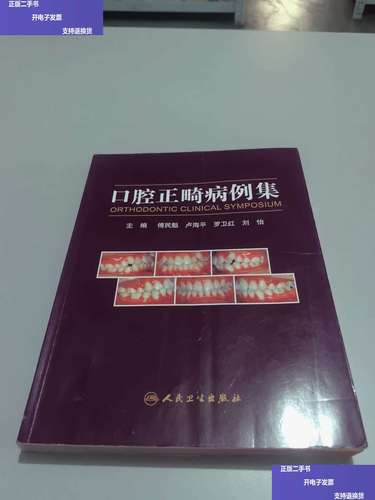 正版二手书
开电子发票
支持退换货
口腔正畸病例集
ORTHODONTIC CLINICAL SYMPOSIUM
主 编 傅民魁 卢海平 罗卫红 刘 怡
人民卫生出版社
正版二手书
开电子发票
支持退换货